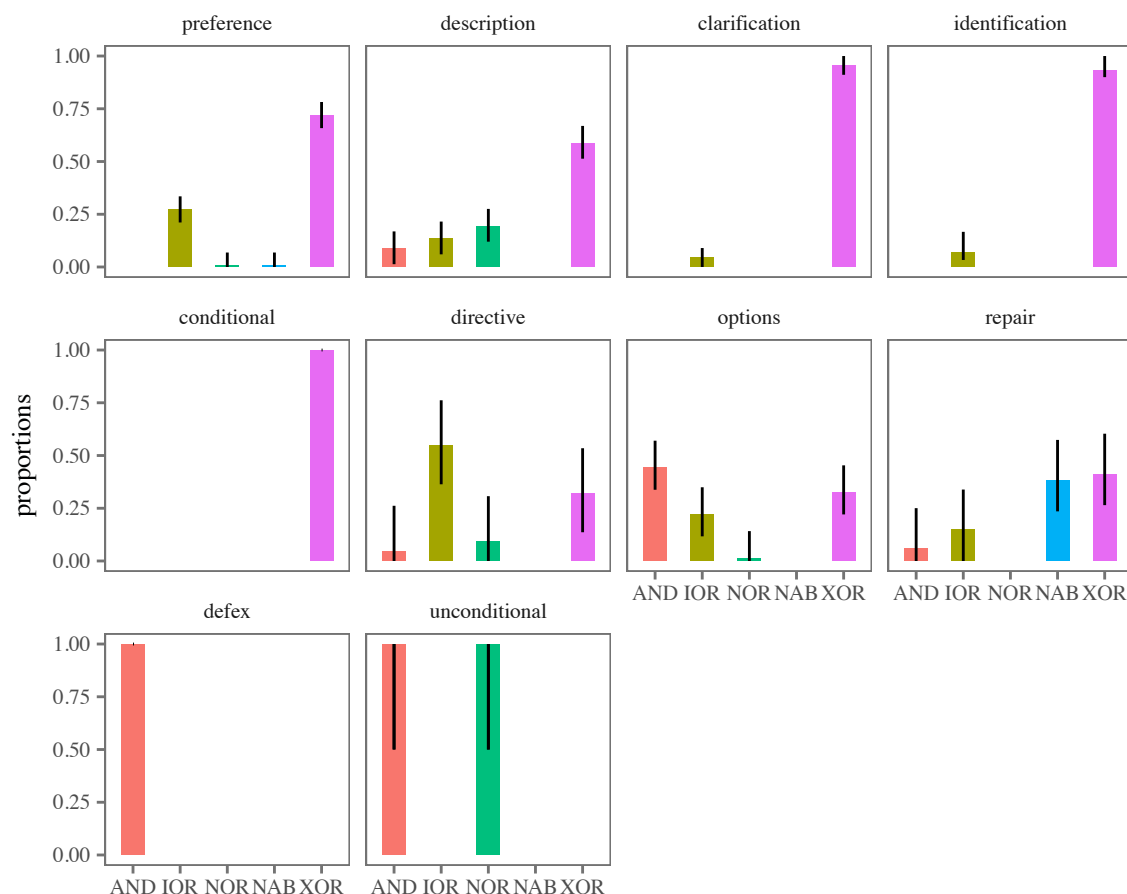 preference description clarification identification
1.00
0.75
0.50
0.25
0.00
conditional directive options repair
1.00
0.75
0.50
0.25
0.00
proportions
AND IOR NOR NAB XOR AND IOR NOR NAB XOR
defex unconditional
1.00
0.75
0.50
0.25
0.00
AND IOR NOR NAB XOR AND IOR NOR NAB XOR